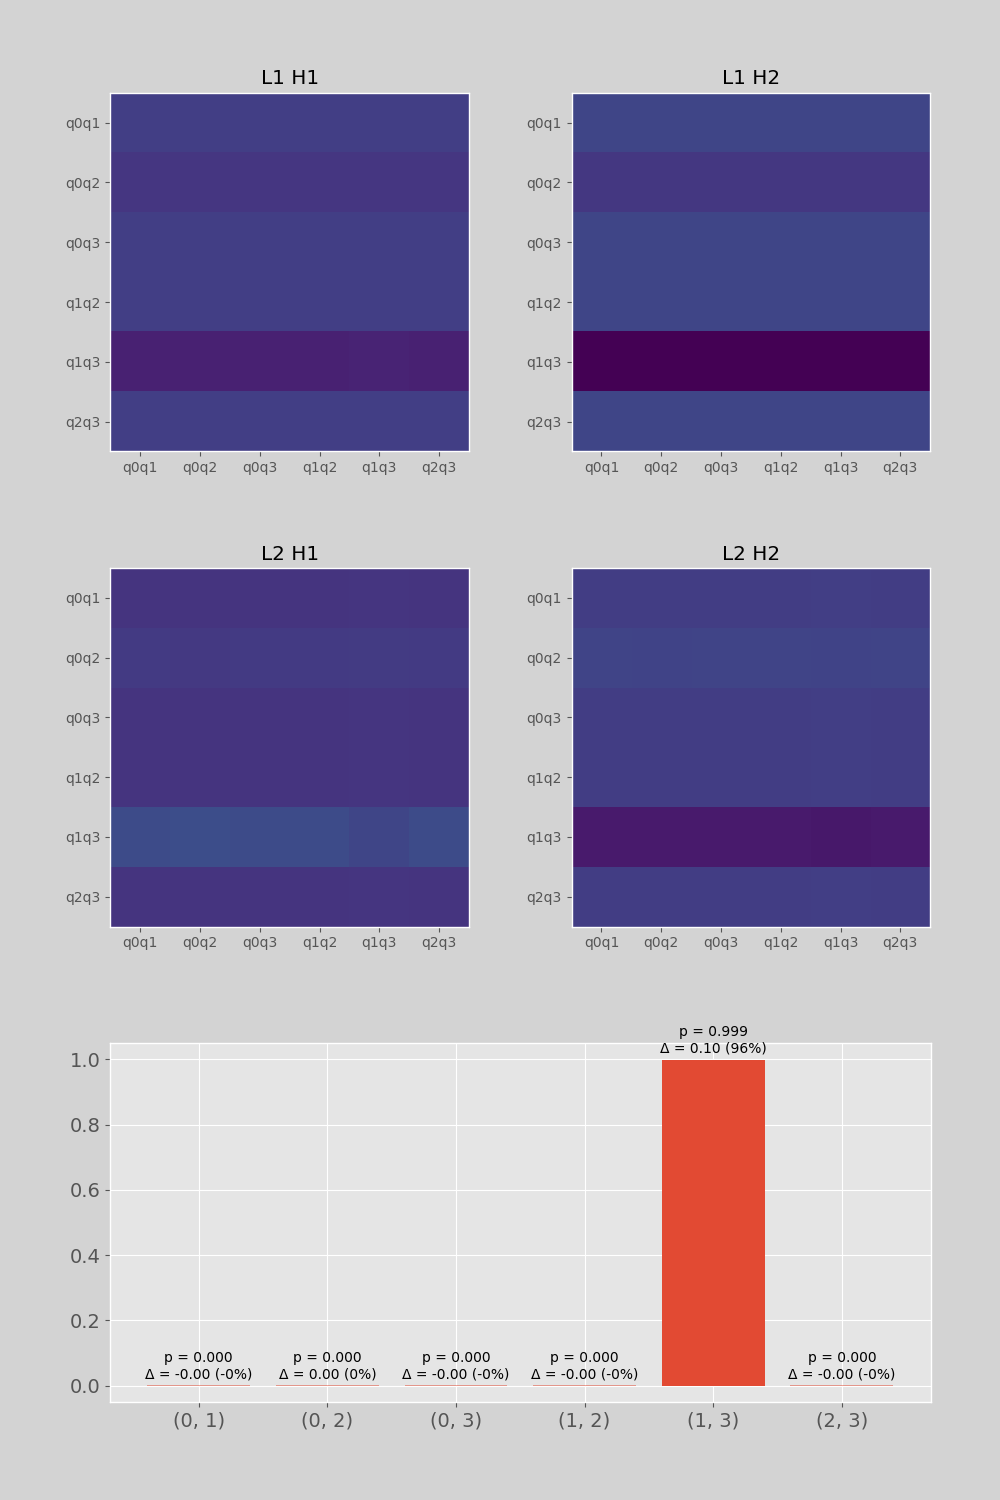 L1 H1
L1 H2
q0q1
q0q2
q0q3
q1q2
q1q3
q2q3
q0q1 q0q2 q0q3 q1q2 q1q3 q2q3
q0q1
q0q2
q0q3
q1q2
q1q3
q2q3
q0q1 q0q2 q0q3 q1q2 q1q3 q2q3
L2 H1
L2 H2
q0q1
q0q2
q0q3
q1q2
q1q3
q2q3
q0q1 q0q2 q0q3 q1q2 q1q3 q2q3
q0q1
q0q2
q0q3
q1q2
q1q3
q2q3
q0q1 q0q2 q0q3 q1q2 q1q3 q2q3
1.0
0.8
0.6
0.4
0.2
0.0
p = 0.000
Δ = -0.00 (-0%)
p = 0.000
Δ = 0.00 (0%)
p = 0.000
Δ = -0.00 (-0%)
p = 0.000
Δ = -0.00 (-0%)
p = 0.999
Δ = 0.10 (96%)
p = 0.000
Δ = -0.00 (-0%)
(0, 1) (0, 2) (0, 3) (1, 2) (1, 3) (2, 3)